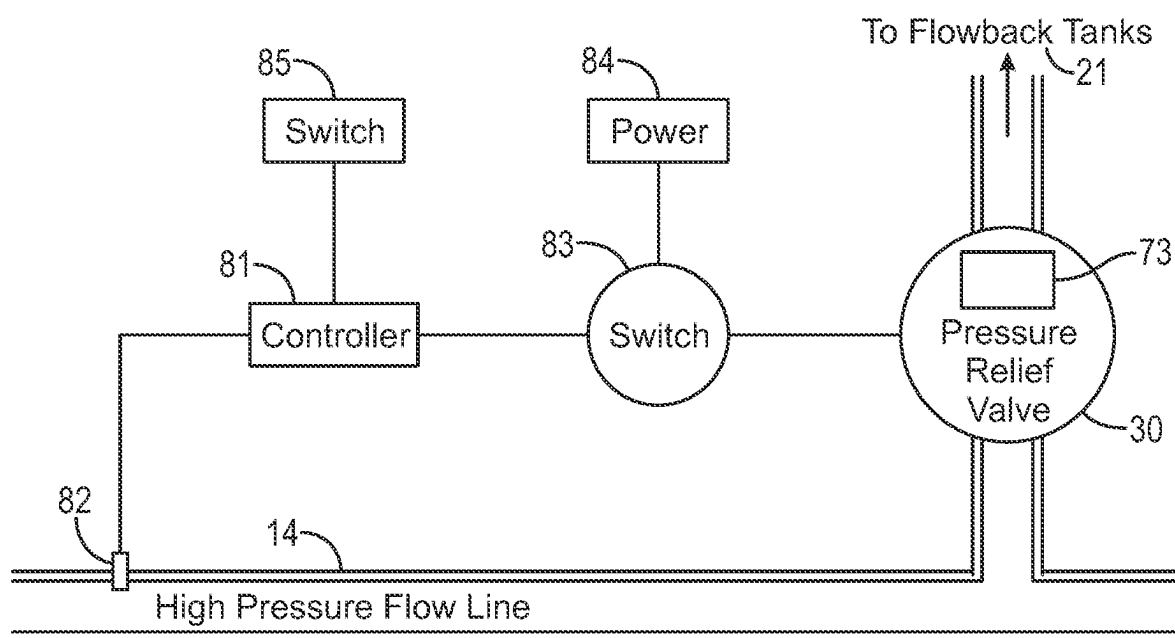 To Flowback Tanks
21
85
Switch
84
Power
83
Switch
81
Controller
73
Pressure
Relief
Valve
30
82
14
High Pressure Flow Line